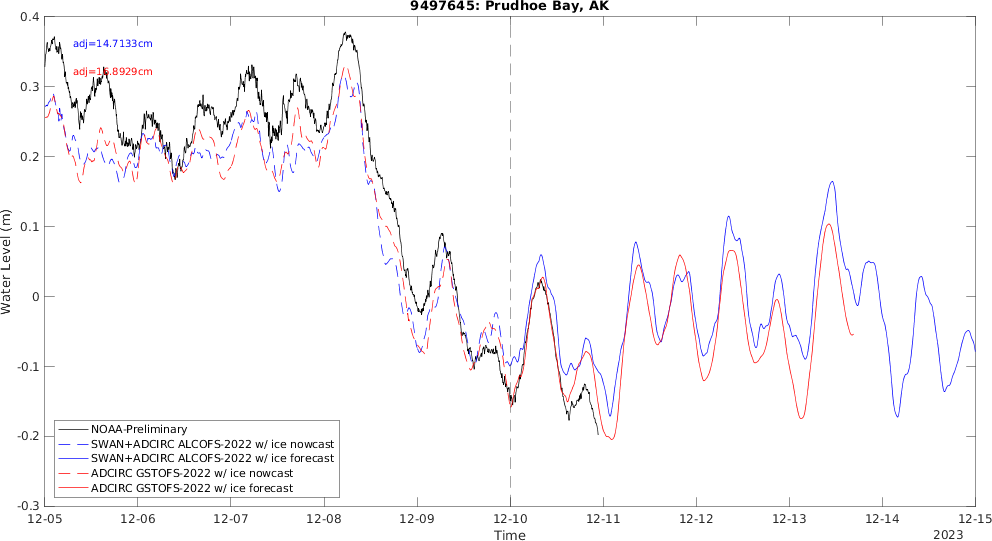 9497645: Prudhoe Bay, AK
0.4
adj=14.7133cm
adj=16.8929cm
0.3
0.2
0.1
0
-0.1
-0.2
-0.3
Water Level (m)
NOAA-Preliminary
SWAN+ADCIRC ALCOFS-2022 w/ ice nowcast
SWAN+ADCIRC ALCOFS-2022 w/ ice forecast
ADCIRC GSTOFS-2022 w/ ice nowcast
ADCIRC GSTOFS-2022 w/ ice forecast
12-05 12-06 12-07 12-08 12-09 12-10 12-11 12-12 12-13 12-14 12-15
Time
2023